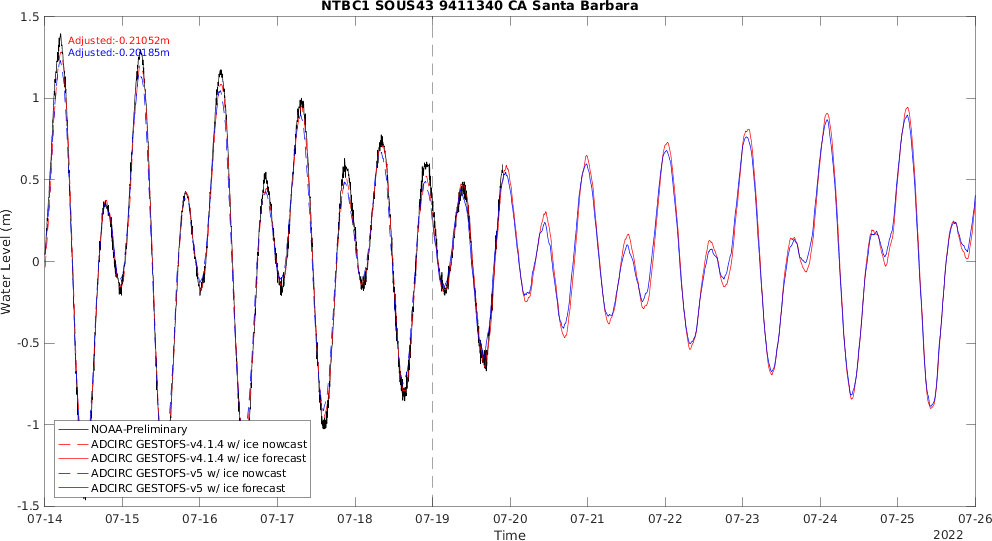 NTBC1 SOUS43 9411340 CA Santa Barbara
Adjusted:-0.21052m
Adjusted:-0.20185m
1.5
1
0.5
0
-0.5
-1
-1.5
Water Level (m)
NOAA-Preliminary
ADCIRC GESTOFS-v4.1.4 w/ ice nowcast
ADCIRC GESTOFS-v4.1.4 w/ ice forecast
ADCIRC GESTOFS-v5 w/ ice nowcast
ADCIRC GESTOFS-v5 w/ ice forecast
07-14 07-15 07-16 07-17 07-18 07-19 07-20 07-21 07-22 07-23 07-24 07-25 07-26
Time
2022